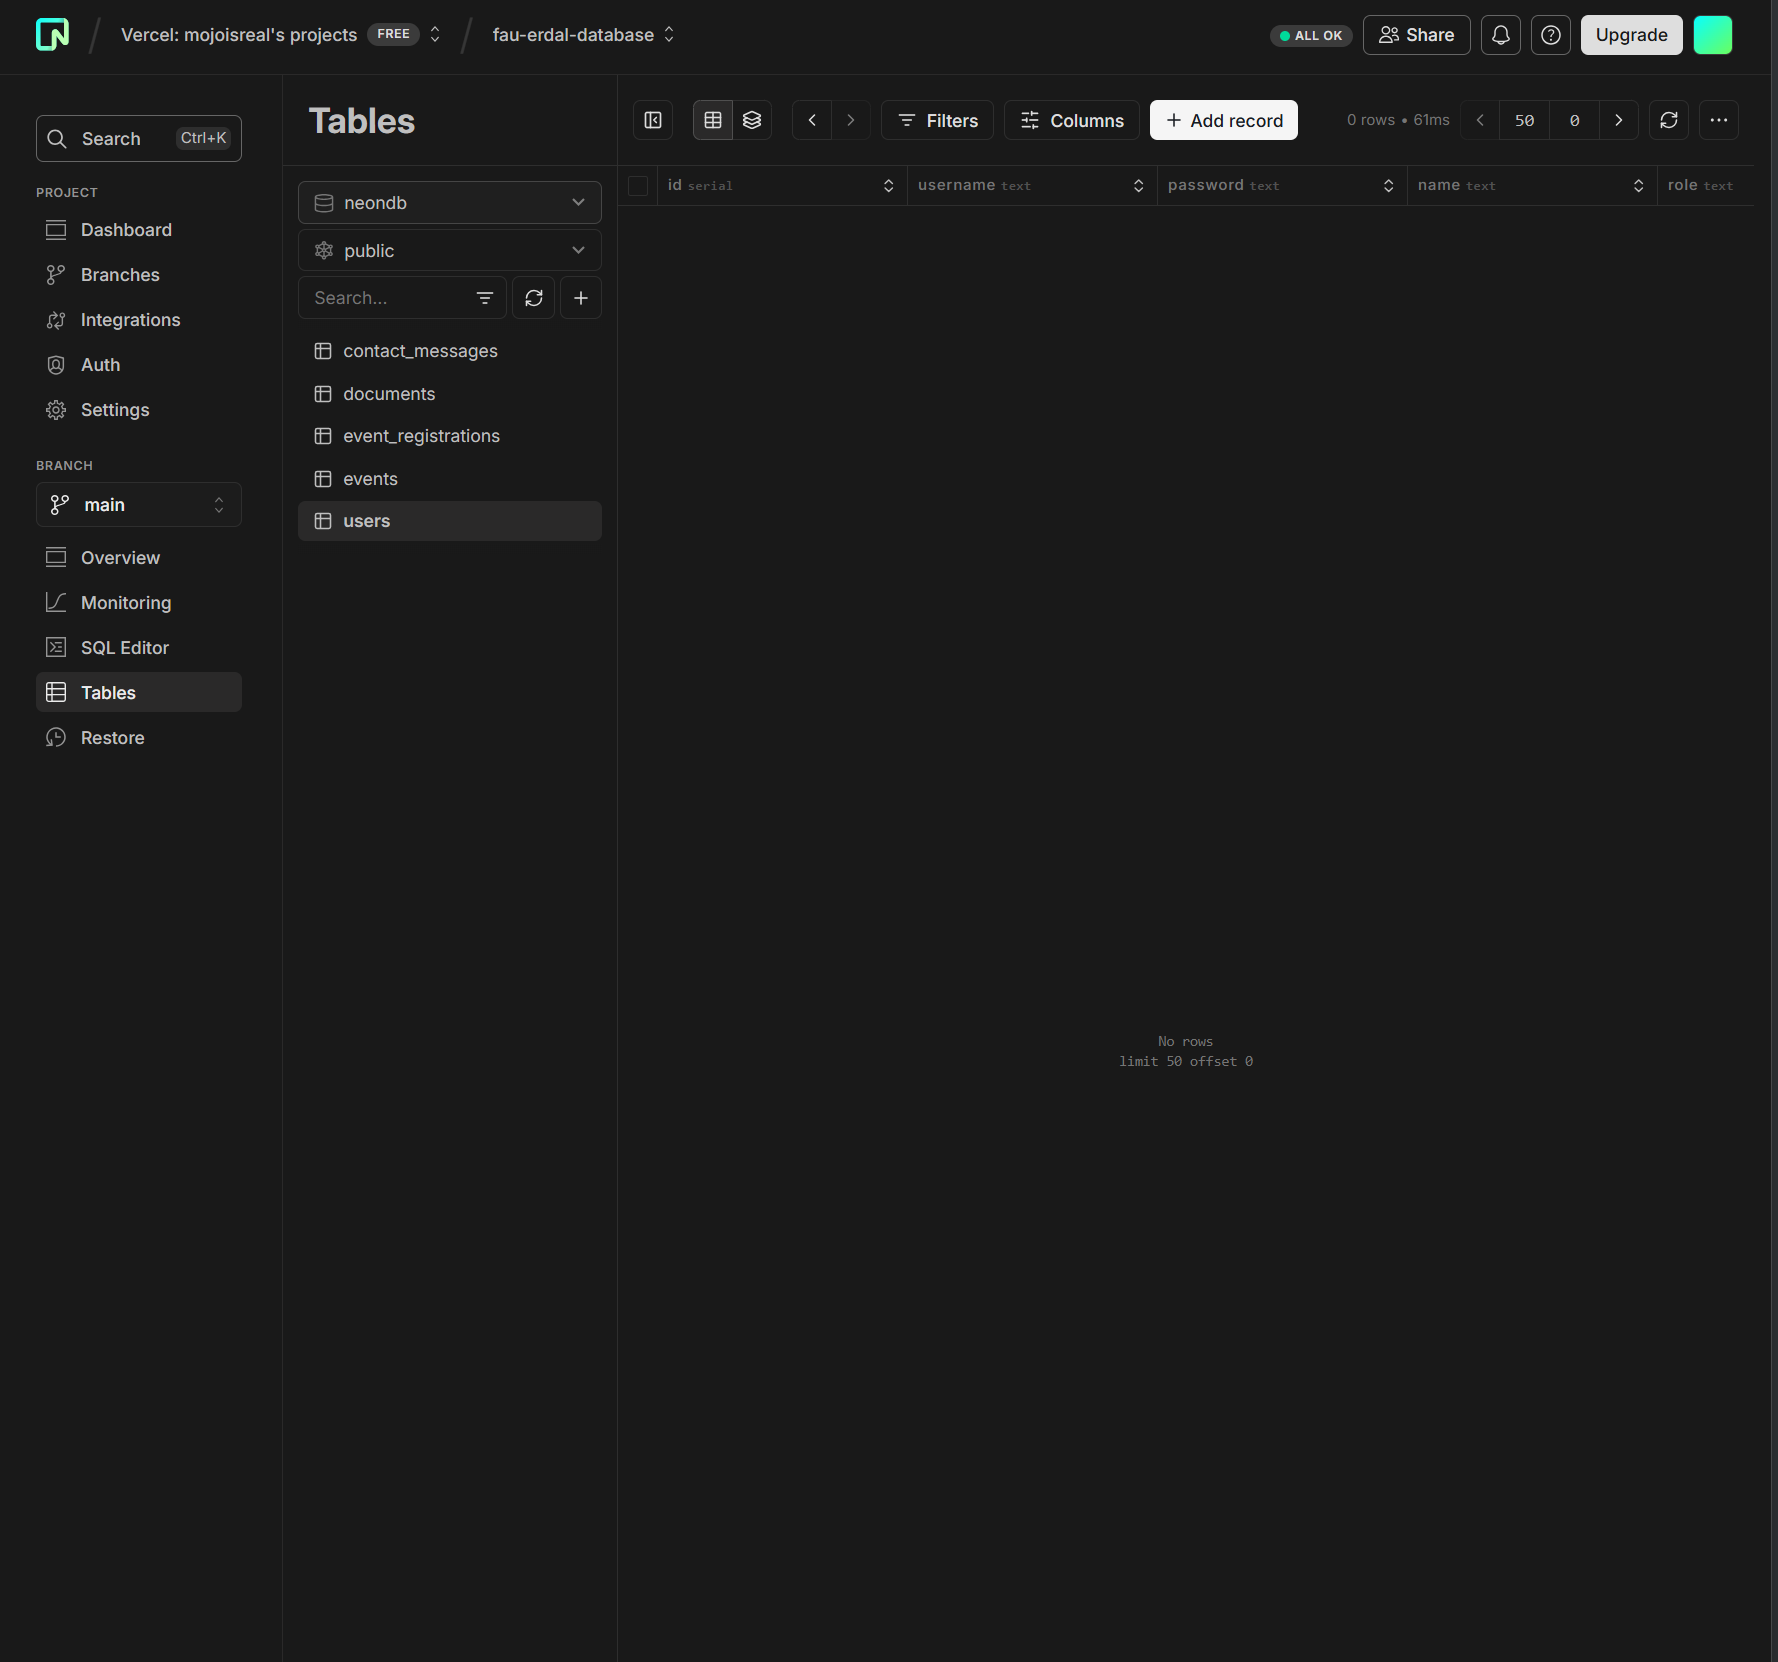 Vercel: mojoisreal's projects FREE
fau-erdal-database
ALL OK
Share
Upgrade
Search Ctrl+K
PROJECT
Dashboard
Branches
Integrations
Auth
Settings
BRANCH
main
Overview
Monitoring
SQL Editor
Tables
Restore
Tables
neondb
public
Search...
contact_messages
documents
event_registrations
events
users
Filters
Columns
Add record
0 rows • 61ms
50
0
id serial
username text
password text
name text
role text
No rows
limit 50 offset 0